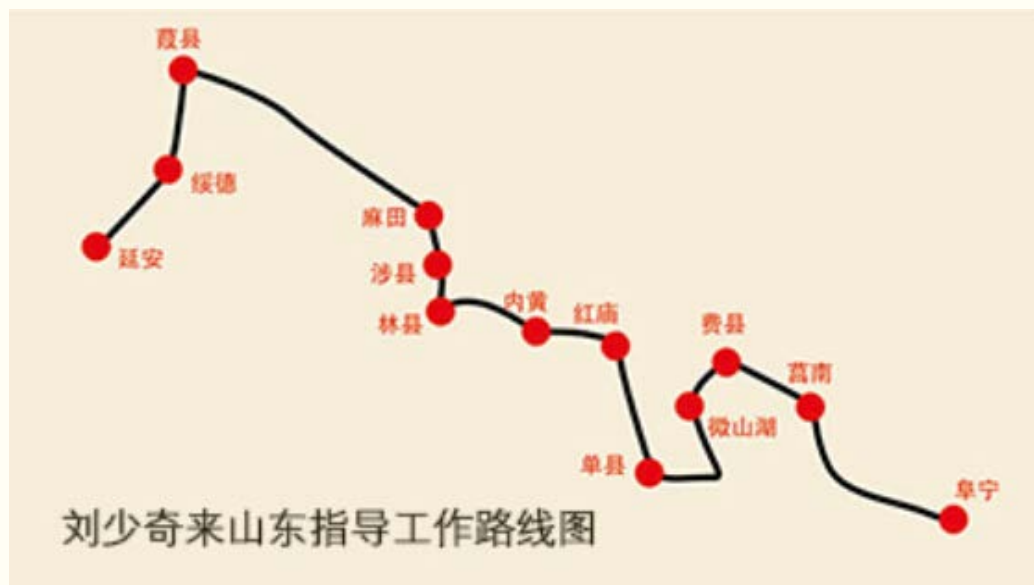 葭县
绥德
延安
麻田
涉县
林县
内黄
红庙
单县
微山湖
费县
莒南
阜宁
刘少奇来山东指导工作路线图